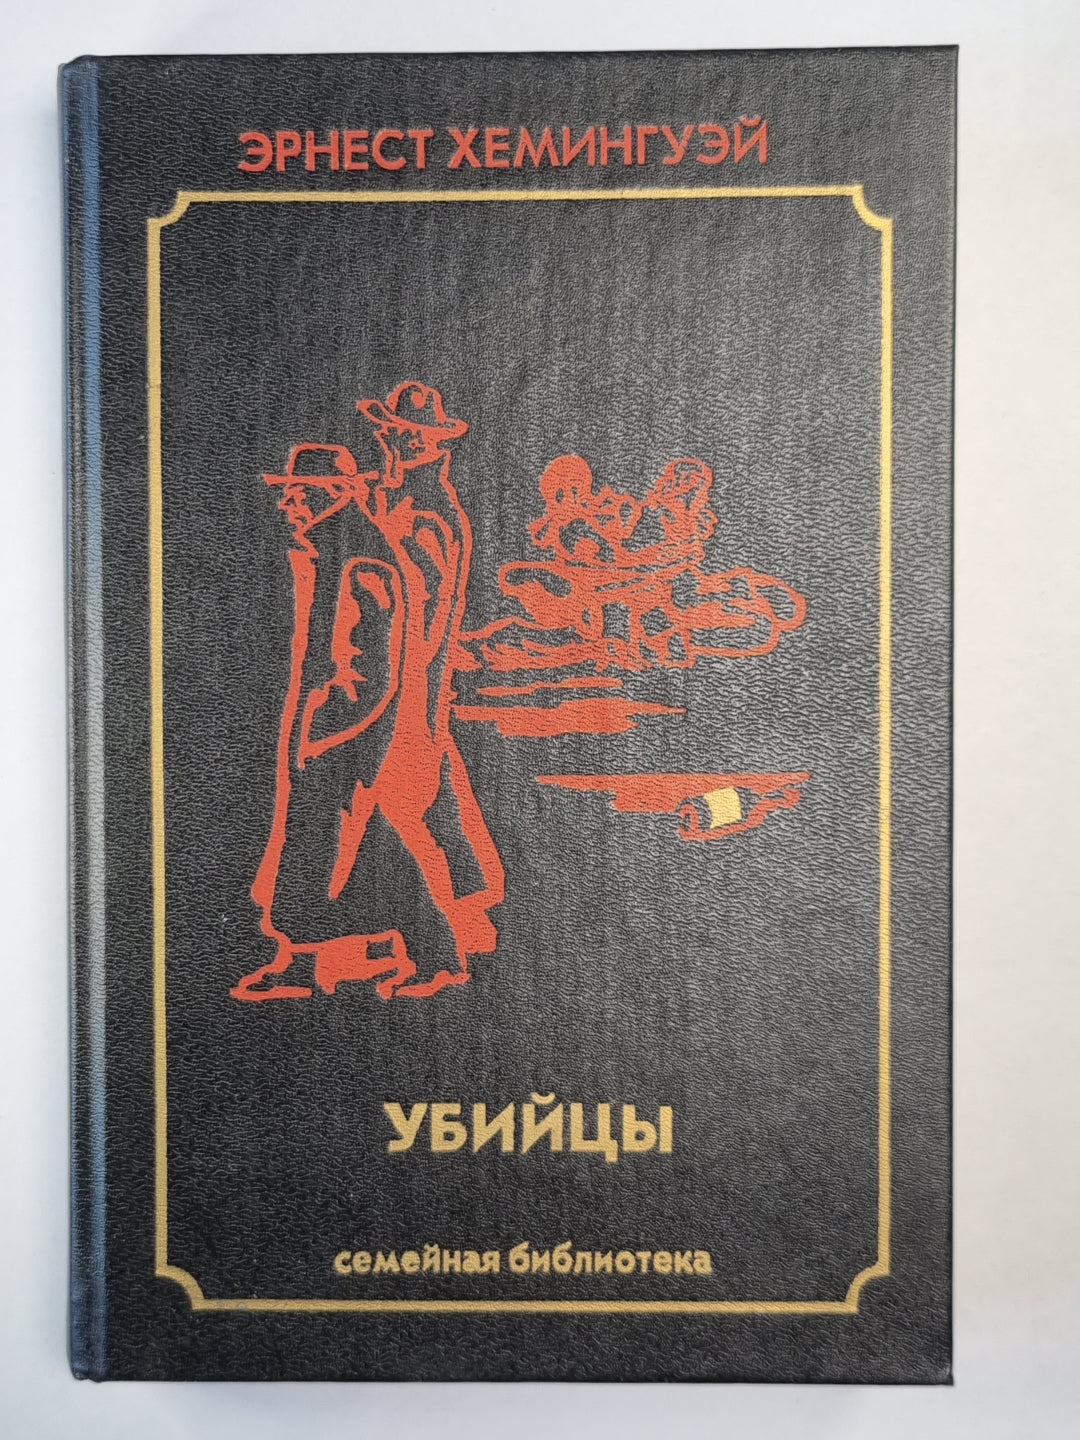 ЭРНЕСТ ХЕМИНГУЭЙ
УБИЙЦЫ
семейная библиотека